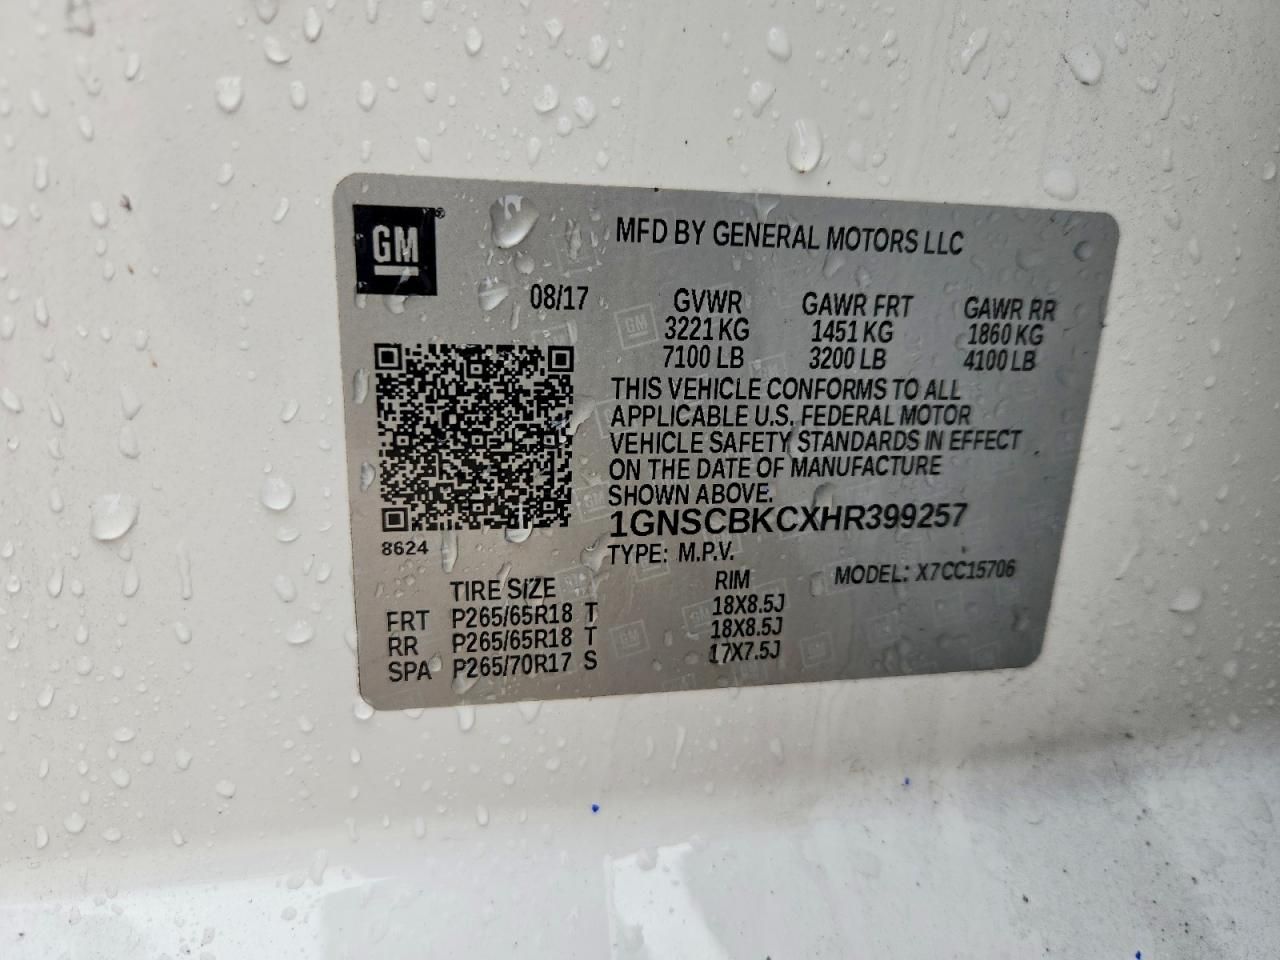 GM ®
MFD BY GENERAL MOTORS LLC
08/17 GVWR GAWR FRT GAWR RR
3221 KG 1451 KG 1860 KG
7100 LB 3200 LB 4100 LB
THIS VEHICLE CONFORMS TO ALL
APPLICABLE U.S. FEDERAL MOTOR
VEHICLE SAFETY STANDARDS IN EFFECT
ON THE DATE OF MANUFACTURE
SHOWN ABOVE.
1GNSCBKCXHR399257
8624
TYPE: M.P.V. MODEL: X7CC15706
TIRE SIZE RIM
FRT P265/65R18 T 18X8.5J
RR P265/65R18 T 18X8.5J
SPA P265/70R17 S 17X7.5J